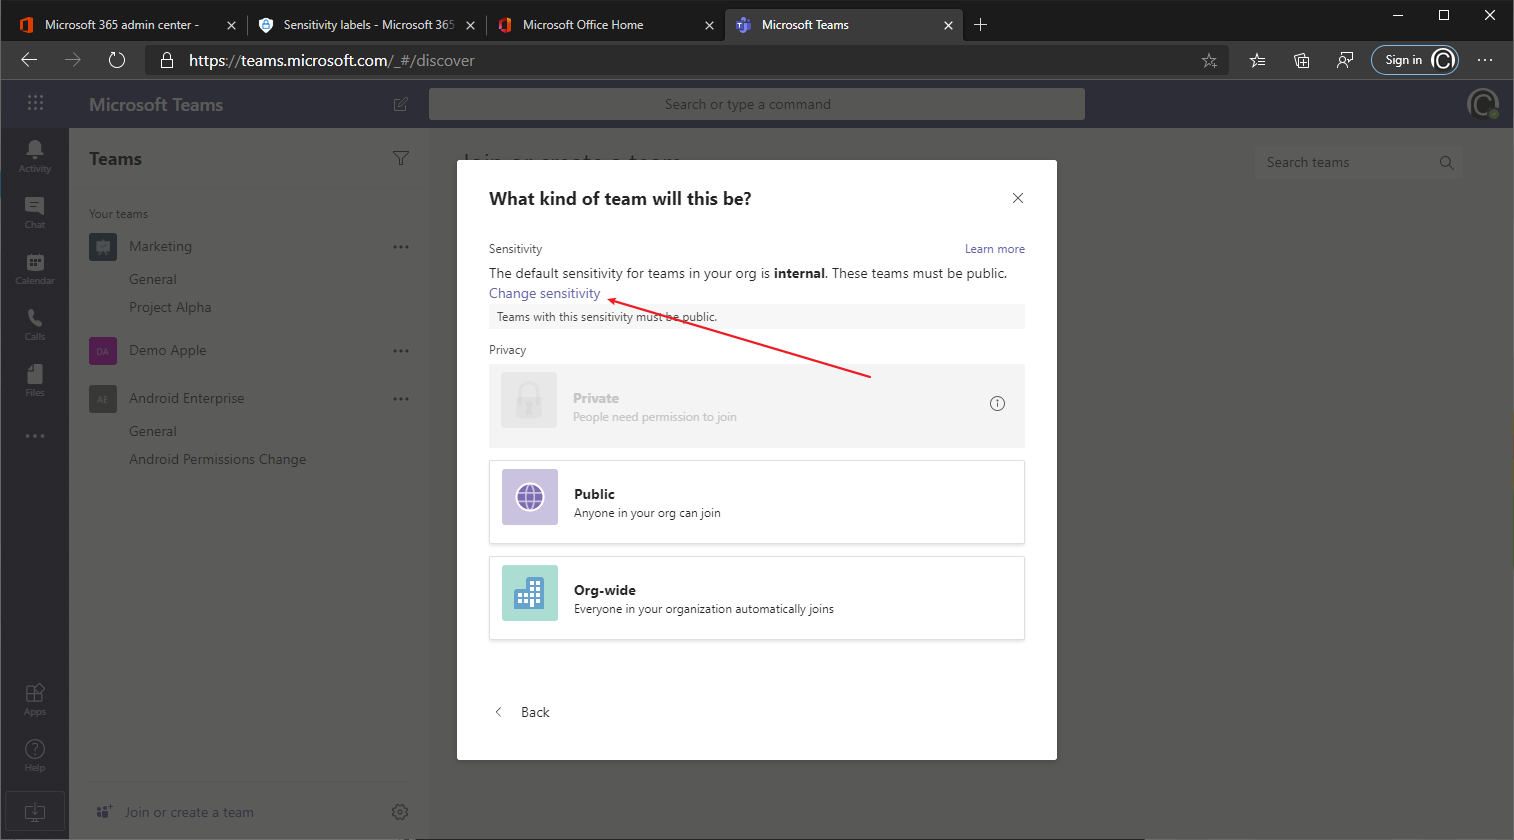 Microsoft 365 admin center -
Sensitivity labels - Microsoft 365
Microsoft Office Home
Microsoft Teams
https://teams.microsoft.com/_#/discover
Sign in
Microsoft Teams
Search or type a command
Activity
Chat
Calendar
Calls
Files
Apps
Help
Teams
Your teams
Marketing
General
Project Alpha
DA
Demo Apple
AE
Android Enterprise
General
Android Permissions Change
Join or create a team
Join or create a team
Search teams
What kind of team will this be?
Sensitivity
Learn more
The default sensitivity for teams in your org is internal. These teams must be public.
Change sensitivity
Teams with this sensitivity must be public.
Privacy
Private
People need permission to join
Public
Anyone in your org can join
Org-wide
Everyone in your organization automatically joins
Back